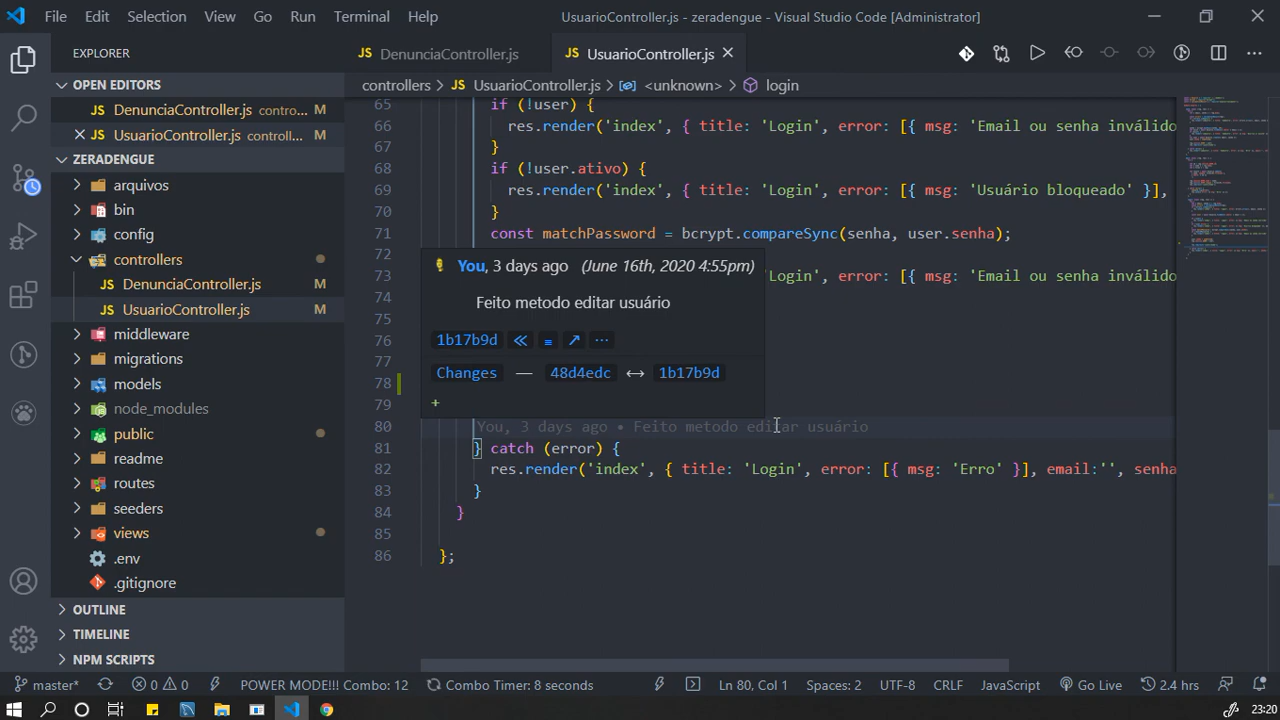 File Edit Selection View Go Run Terminal Help UsuarioController.js - zeradengue - Visual Studio Code [Administrator]
EXPLORER
JS DenunciaController.js JS UsuarioController.js
OPEN EDITORS
controllers > JS UsuarioController.js > <unknown> > login
JS DenunciaController.js contro... M
JS UsuarioController.js controll... M
ZERADENGUE
arquivos
bin
config
controllers
JS DenunciaController.js M
JS UsuarioController.js M
middleware
migrations
models
node_modules
public
readme
routes
seeders
views
.env
.gitignore
OUTLINE
TIMELINE
NPM SCRIPTS
65 if (!user) {
66 res.render('index', { title: 'Login', error: [{ msg: 'Email ou senha inválido
67 }
68 if (!user.ativo) {
69 res.render('index', { title: 'Login', error: [{ msg: 'Usuário bloqueado' }],
70 }
71 const matchPassword = bcrypt.compareSync(senha, user.senha);
72
73 Login', error: [{ msg: 'Email ou senha inválido
74
75
76
77
78
79
80 You, 3 days ago • Feito metodo editar usuário
81 } catch (error) {
82 res.render('index', { title: 'Login', error: [{ msg: 'Erro' }], email:'', senha
83 }
84 }
85
86 };
You, 3 days ago (June 16th, 2020 4:55pm)
Feito metodo editar usuário
1b17b9d
Changes — 48d4edc ↔ 1b17b9d
+
master* 0 0 POWER MODE!!! Combo: 12 Combo Timer: 8 seconds Ln 80, Col 1 Spaces: 2 UTF-8 CRLF JavaScript Go Live 2.4 hrs
23:20